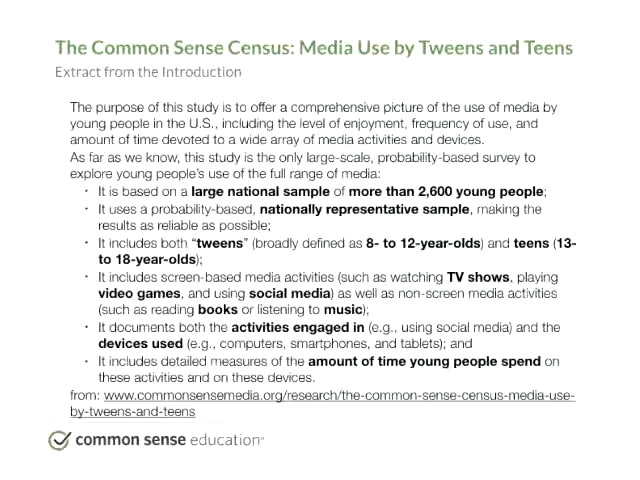 The Common Sense Census: Media Use by Tweens and Teens
Extract from the Introduction
The purpose of this study is to offer a comprehensive picture of the use of media by
young people in the U.S., including the level of enjoyment, frequency of use, and
amount of time devoted to a wide array of media activities and devices.
As far as we know, this study is the only large-scale, probability-based survey to
explore young people's use of the full range of media:
· It is based on a large national sample of more than 2,600 young people;
· It uses a probability-based, nationally representative sample, making the
results as reliable as possible;
· It includes both "tweens" (broadly defined as 8- to 12-year-olds) and teens (13-
to 18-year-olds);
· It includes screen-based media activities (such as watching TV shows, playing
video games, and using social media) as well as non-screen media activities
(such as reading books or listening to music);
· It documents both the activities engaged in (e.g., using social media) and the
devices used (e.g., computers, smartphones, and tablets); and
· It includes detailed measures of the amount of time young people spend on
these activities and on these devices.
from: www.commonsensemedia.org/research/the-common-sense-census-media-use-
by-tweens-and-teens
common sense education